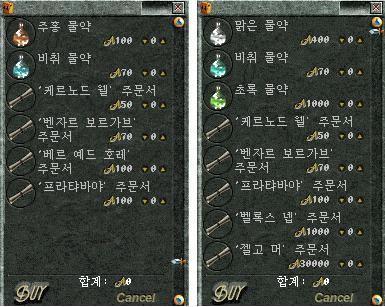 주홍 물약
A100 ▼ 0 ▲
비취 물약
A70 ▼ 0 ▲
'케르노드 웰' 주문서
A50 ▼ 0 ▲
'벤자르 보르가브'
주문서 A70 ▼ 0 ▲
'베르 예드 호레'
주문서 A100 ▼ 0 ▲
'프라탸바야' 주문서
A100 ▼ 0 ▲
합계: A0
BUY
Cancel
맑은 물약
A400 ▼ 0 ▲
비취 물약
A70 ▼ 0 ▲
초록 물약
A1000 ▼ 0 ▲
'케르노드 웰' 주문서
A50 ▼ 0 ▲
'벤자르 보르가브'
주문서 A70 ▼ 0 ▲
'프라탸바야' 주문서
A100 ▼ 0 ▲
'벨록스 넵' 주문서
A1000 ▼ 0 ▲
'젤고 머' 주문서
A30000 ▼ 0 ▲
합계: A0
BUY
Cancel